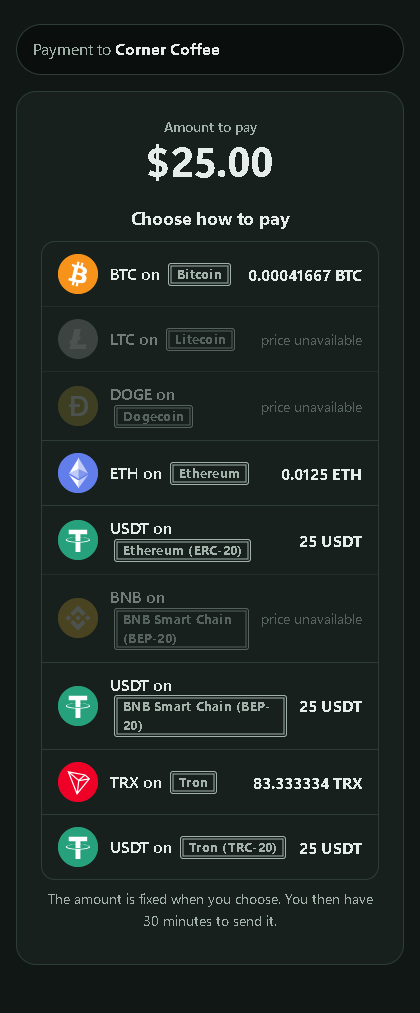 Payment to Corner Coffee
Amount to pay
$25.00
Choose how to pay
BTC on Bitcoin 0.00041667 BTC
LTC on Litecoin price unavailable
DOGE on
Dogecoin
price unavailable
ETH on Ethereum 0.0125 ETH
USDT on
Ethereum (ERC-20)
25 USDT
BNB on
BNB Smart Chain
(BEP-20)
price unavailable
USDT on
BNB Smart Chain (BEP-
20)
25 USDT
TRX on Tron 83.333334 TRX
USDT on Tron (TRC-20) 25 USDT
The amount is fixed when you choose. You then have
30 minutes to send it.